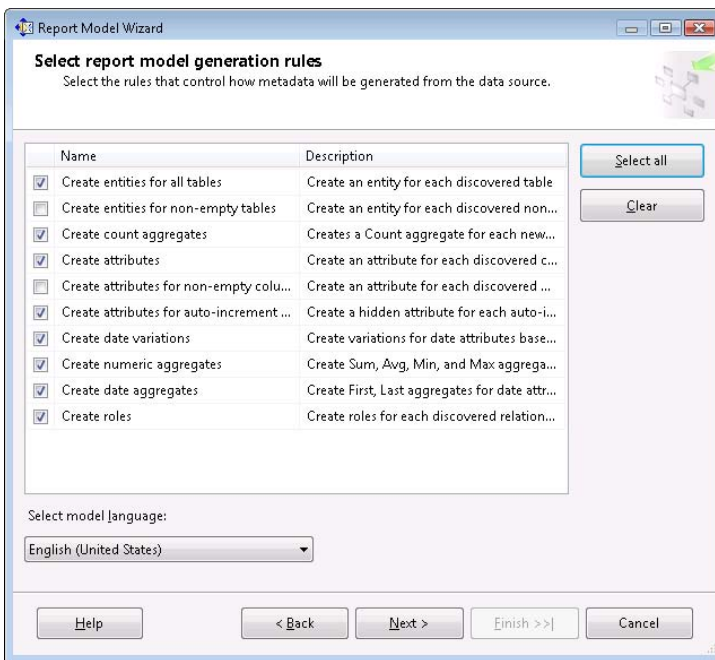 Report Model Wizard
Select report model generation rules
Select the rules that control how metadata will be generated from the data source.
Name Description
Create entities for all tables Create an entity for each discovered table
Create entities for non-empty tables Create an entity for each discovered non...
Create count aggregates Creates a Count aggregate for each new...
Create attributes Create an attribute for each discovered c...
Create attributes for non-empty colu... Create an attribute for each discovered ...
Create attributes for auto-increment ... Create a hidden attribute for each auto-i...
Create date variations Create variations for date attributes base...
Create numeric aggregates Create Sum, Avg, Min, and Max aggrega...
Create date aggregates Create First, Last aggregates for date attr...
Create roles Create roles for each discovered relation...
Select all
Clear
Select model language:
English (United States)
Help < Back Next > Finish >>| Cancel